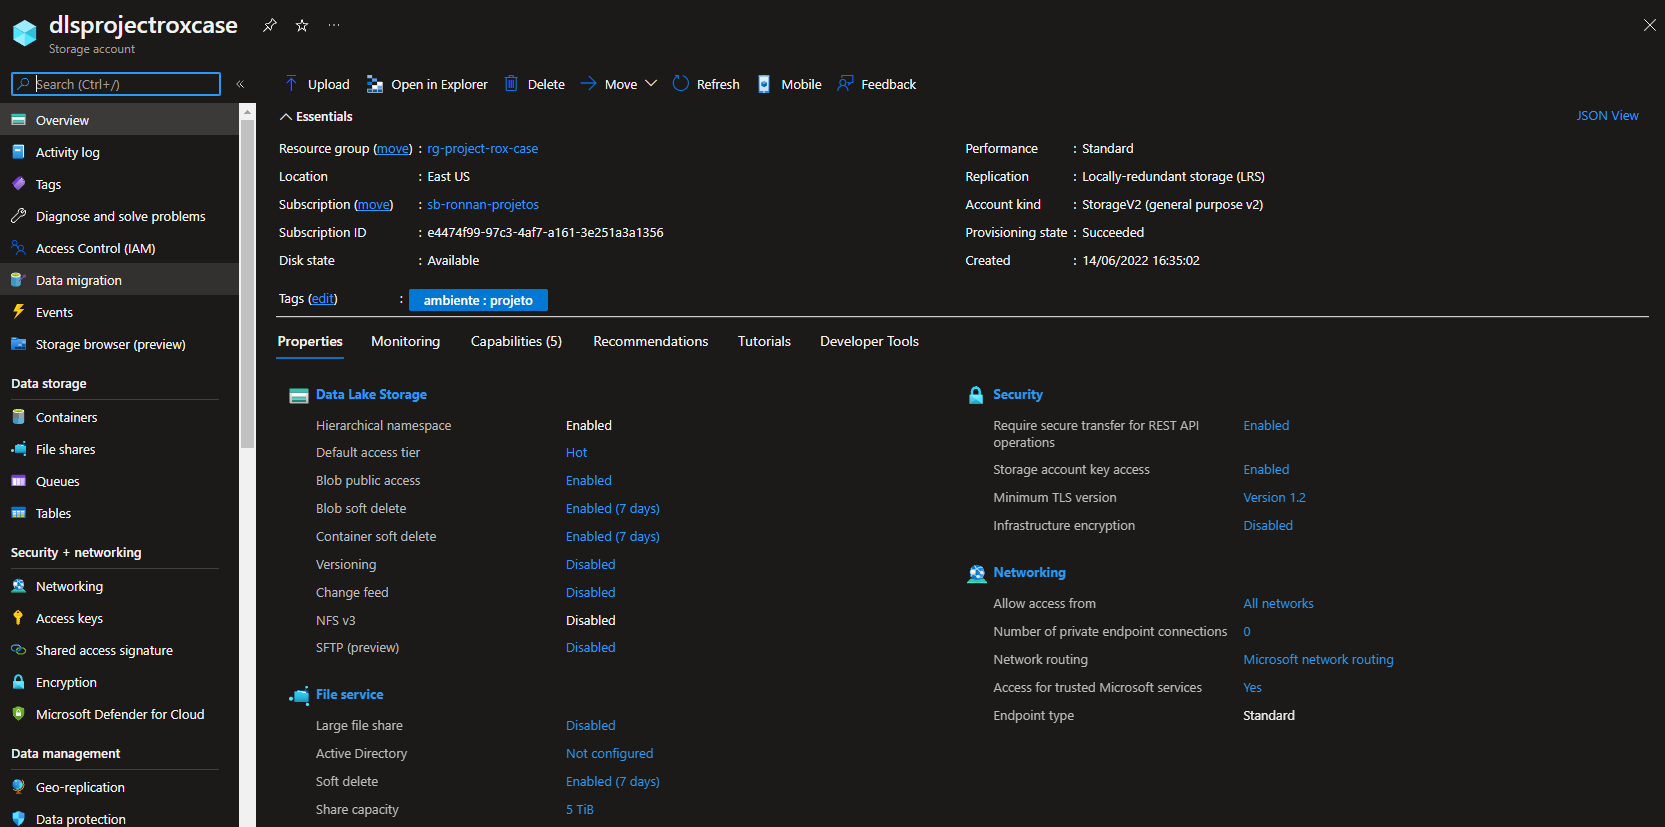 dlsprojectroxcase
Storage account
Search (Ctrl+/)
«
Overview
Activity log
Tags
Diagnose and solve problems
Access Control (IAM)
Data migration
Events
Storage browser (preview)
Data storage
Containers
File shares
Queues
Tables
Security + networking
Networking
Access keys
Shared access signature
Encryption
Microsoft Defender for Cloud
Data management
Geo-replication
Data protection
Upload Open in Explorer Delete Move Refresh Mobile Feedback
Essentials
JSON View
Resource group (move) : rg-project-rox-case
Location : East US
Subscription (move) : sb-ronnan-projetos
Subscription ID : e4474f99-97c3-4af7-a161-3e251a3a1356
Disk state : Available
Performance : Standard
Replication : Locally-redundant storage (LRS)
Account kind : StorageV2 (general purpose v2)
Provisioning state : Succeeded
Created : 14/06/2022 16:35:02
Tags (edit) : ambiente : projeto
Properties Monitoring Capabilities (5) Recommendations Tutorials Developer Tools
Data Lake Storage
Hierarchical namespace Enabled
Default access tier Hot
Blob public access Enabled
Blob soft delete Enabled (7 days)
Container soft delete Enabled (7 days)
Versioning Disabled
Change feed Disabled
NFS v3 Disabled
SFTP (preview) Disabled
File service
Large file share Disabled
Active Directory Not configured
Soft delete Enabled (7 days)
Share capacity 5 TiB
Security
Require secure transfer for REST API Enabled
operations
Storage account key access Enabled
Minimum TLS version Version 1.2
Infrastructure encryption Disabled
Networking
Allow access from All networks
Number of private endpoint connections 0
Network routing Microsoft network routing
Access for trusted Microsoft services Yes
Endpoint type Standard